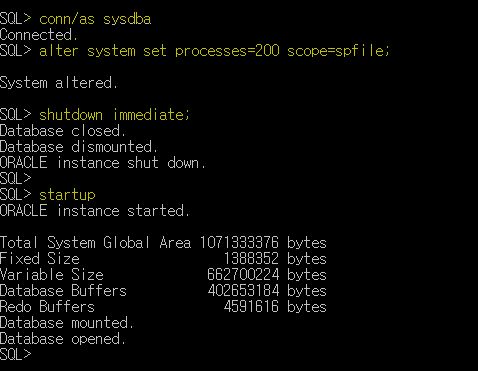 SQL> conn/as sysdba
Connected.
SQL> alter system set processes=200 scope=spfile;

System altered.

SQL> shutdown immediate;
Database closed.
Database dismounted.
ORACLE instance shut down.
SQL>
SQL> startup
ORACLE instance started.

Total System Global Area 1071333376 bytes
Fixed Size                  1388352 bytes
Variable Size             662700224 bytes
Database Buffers          402653184 bytes
Redo Buffers                4591616 bytes
Database mounted.
Database opened.
SQL>